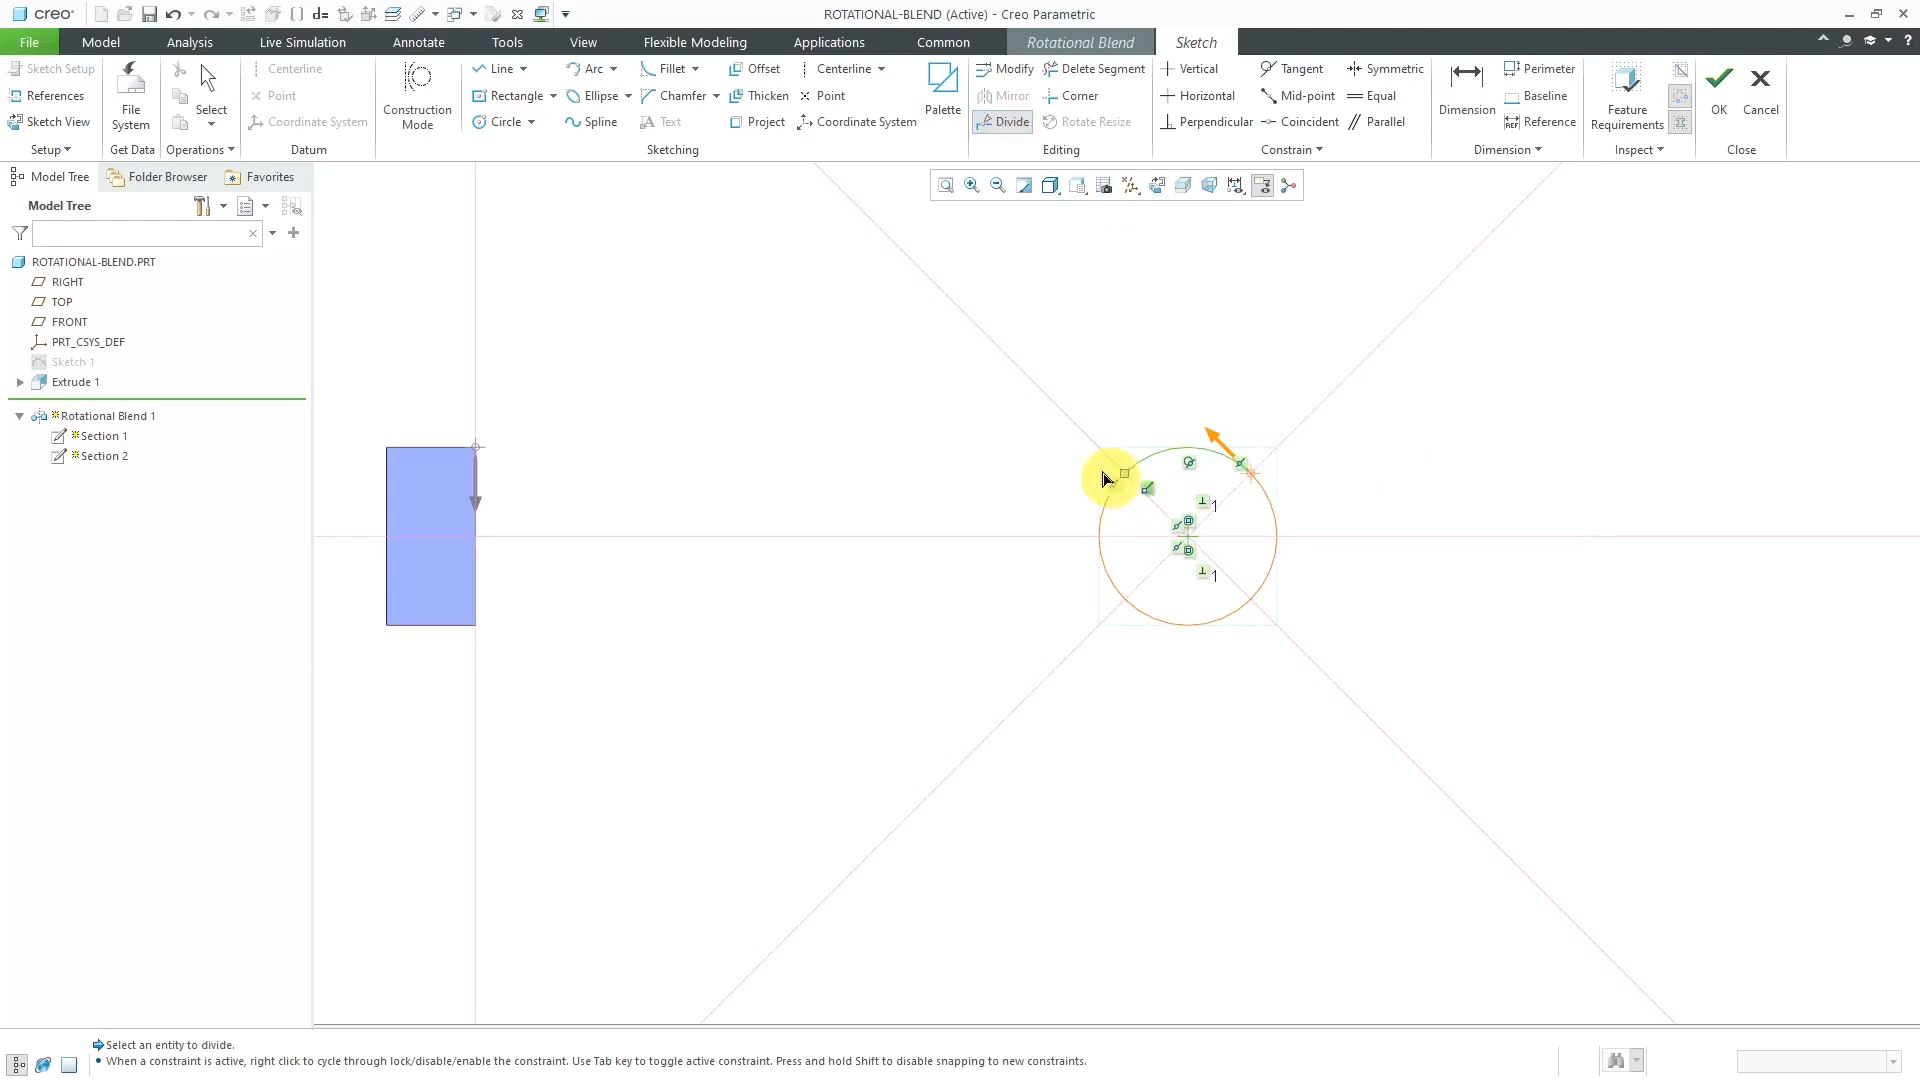 creo
ROTATIONAL-BLEND (Active) - Creo Parametric
File Model Analysis Live Simulation Annotate Tools View Flexible Modeling Applications Common Rotational Blend Sketch
Sketch Setup
References
Sketch View
Setup
File System
Get Data
Select
Operations
Centerline
Point
Coordinate System
Datum
Construction Mode
Line Arc Fillet Offset Centerline
Rectangle Ellipse Chamfer Thicken Point
Circle Spline Text Project Coordinate System
Palette
Sketching
Modify Delete Segment
Mirror Corner
Divide Rotate Resize
Editing
Vertical Tangent Symmetric
Horizontal Mid-point Equal
Perpendicular Coincident Parallel
Constrain
Dimension
Perimeter
Baseline
REF Reference
Dimension
Feature Requirements
Inspect
OK Cancel
Close
Model Tree Folder Browser Favorites
Model Tree
ROTATIONAL-BLEND.PRT
RIGHT
TOP
FRONT
PRT_CSYS_DEF
Sketch 1
Extrude 1
Rotational Blend 1
Section 1
Section 2
1
1
Select an entity to divide.
When a constraint is active, right click to cycle through lock/disable/enable the constraint. Use Tab key to toggle active constraint. Press and hold Shift to disable snapping to new constraints.